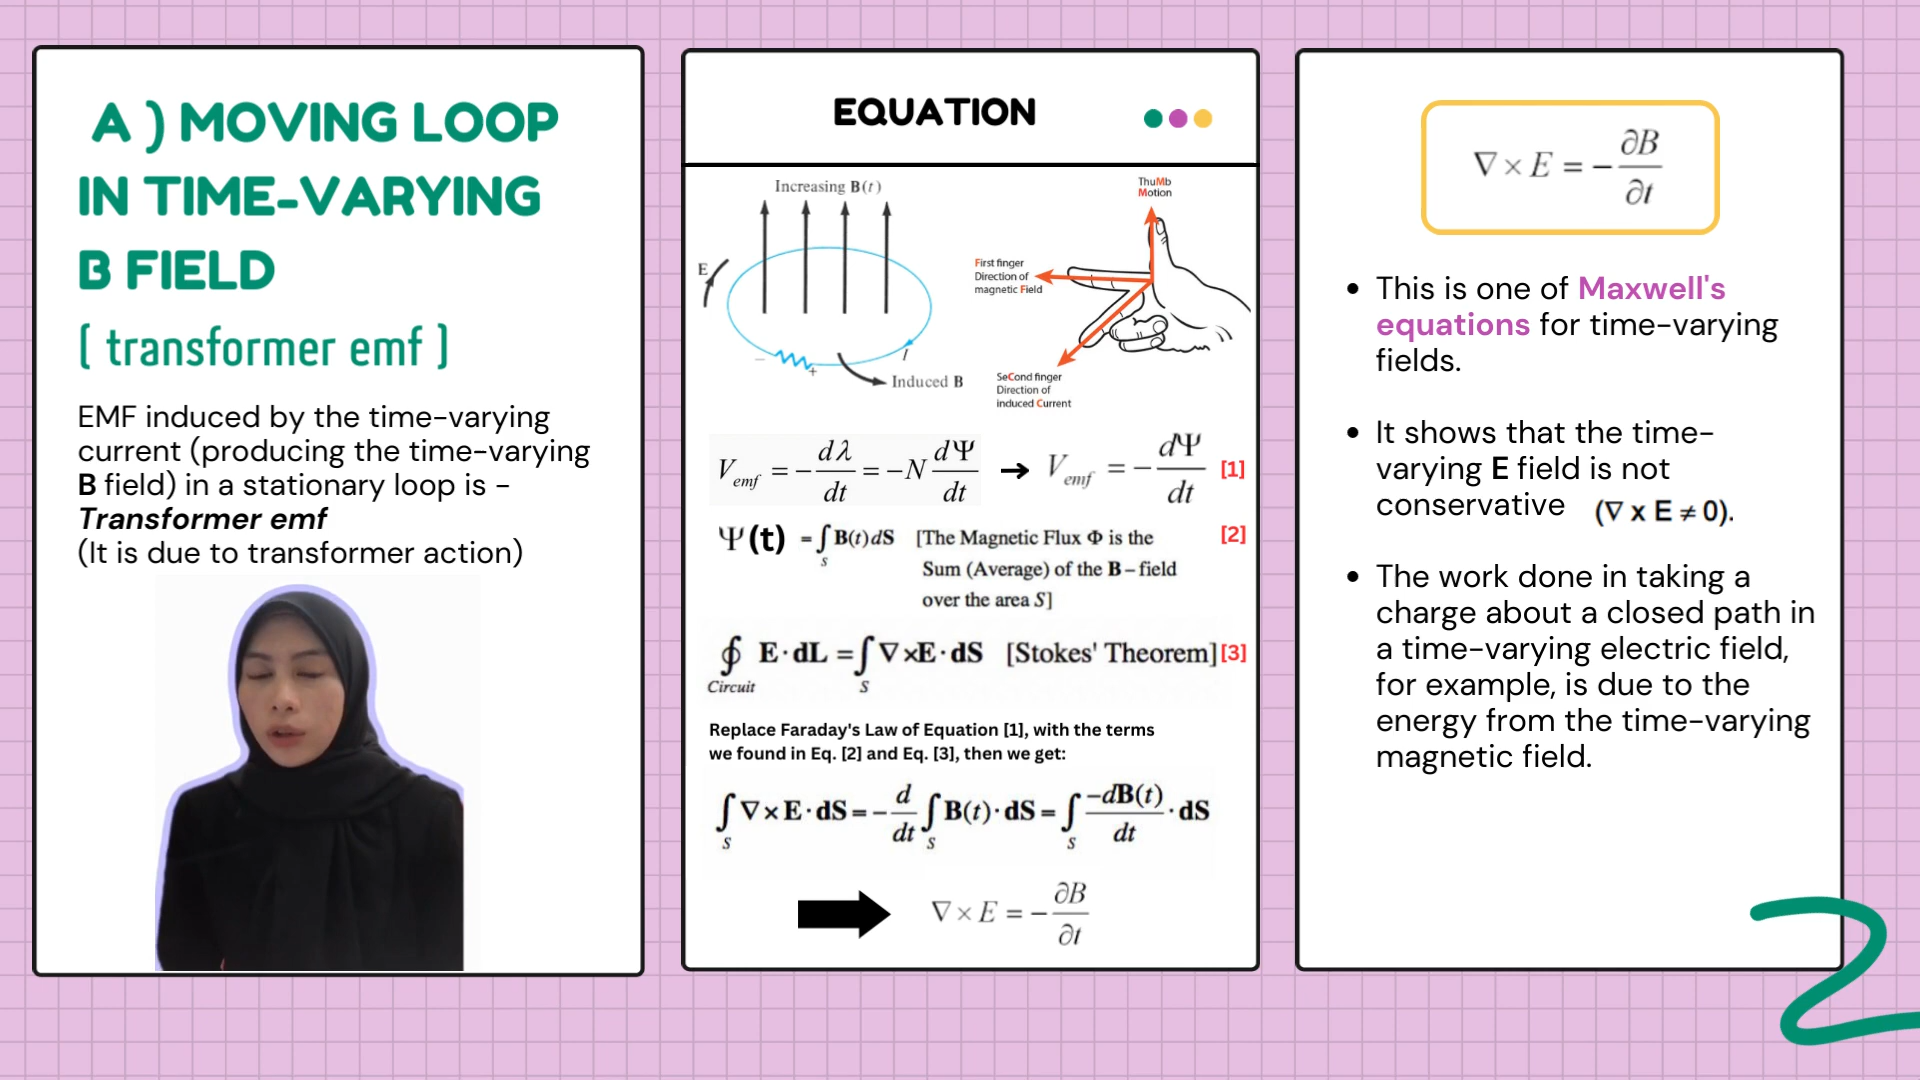 A ) MOVING LOOP
IN TIME-VARYING
B FIELD
( transformer emf )
EMF induced by the time-varying
current (producing the time-varying
B field) in a stationary loop is -
Transformer emf
(It is due to transformer action)
EQUATION
Increasing B(t)
E
I
− +
Induced B
ThuMb
Motion
First finger
Direction of
magnetic Field
SeCond finger
Direction of
induced Current
V_emf = −dλ/dt = −N dΨ/dt → V_emf = −dΨ/dt [1]
Ψ(t) = ∫_S B(t)dS [The Magnetic Flux Φ is the [2]
Sum (Average) of the B – field
over the area S]
∮_Circuit E · dL = ∫_S ∇ ×E · dS [Stokes' Theorem] [3]
Replace Faraday's Law of Equation [1], with the terms
we found in Eq. [2] and Eq. [3], then we get:
∫_S ∇ × E · dS = − d/dt ∫_S B(t) · dS = ∫_S −dB(t)/dt · dS
∇ × E = − ∂B/∂t
∇ × E = − ∂B/∂t
• This is one of Maxwell's
equations for time-varying
fields.
• It shows that the time-
varying E field is not
conservative (∇ x E ≠ 0).
• The work done in taking a
charge about a closed path in
a time-varying electric field,
for example, is due to the
energy from the time-varying
magnetic field.